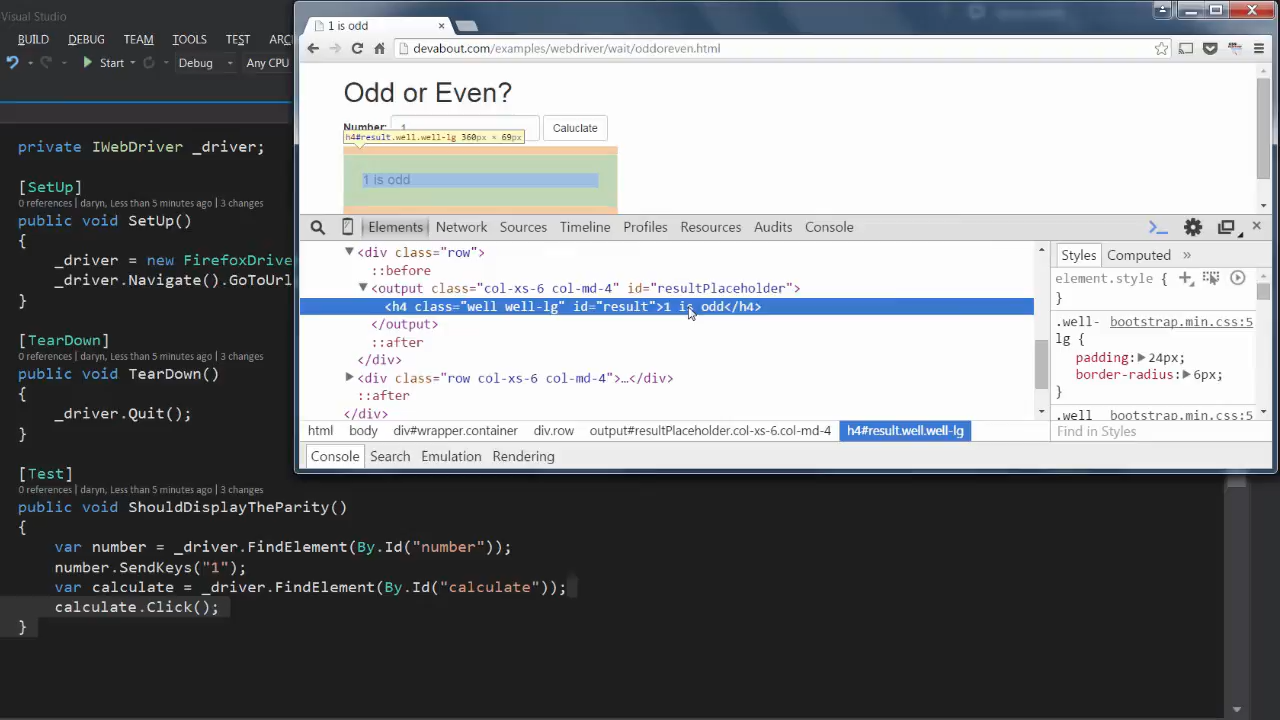 Visual Studio
BUILD DEBUG TEAM TOOLS TEST ARC
Start Debug Any CPU
private IWebDriver _driver;
[SetUp]
0 references | daryn, Less than 5 minutes ago | 3 changes
public void SetUp()
{
_driver = new FirefoxDrive
_driver.Navigate().GoToUrl
}
[TearDown]
0 references | daryn, Less than 5 minutes ago | 3 changes
public void TearDown()
{
_driver.Quit();
}
[Test]
0 references | daryn, Less than 5 minutes ago | 3 changes
public void ShouldDisplayTheParity()
{
var number = _driver.FindElement(By.Id("number"));
number.SendKeys("1");
var calculate = _driver.FindElement(By.Id("calculate"));
calculate.Click();
}
1 is odd
devabout.com/examples/webdriver/wait/oddoreven.html
Odd or Even?
Number: 1 Caluclate
h4#result.well.well-lg 360px × 69px
1 is odd
Elements Network Sources Timeline Profiles Resources Audits Console
<div class="row">
::before
<output class="col-xs-6 col-md-4" id="resultPlaceholder">
<h4 class="well well-lg" id="result">1 is odd</h4>
</output>
::after
</div>
<div class="row col-xs-6 col-md-4">…</div>
::after
</div>
html body div#wrapper.container div.row output#resultPlaceholder.col-xs-6.col-md-4 h4#result.well.well-lg
Console Search Emulation Rendering
Styles Computed »
element.style {
}
.well- bootstrap.min.css:5
lg {
padding: 24px;
border-radius: 6px;
}
.well bootstrap.min.css:5
Find in Styles